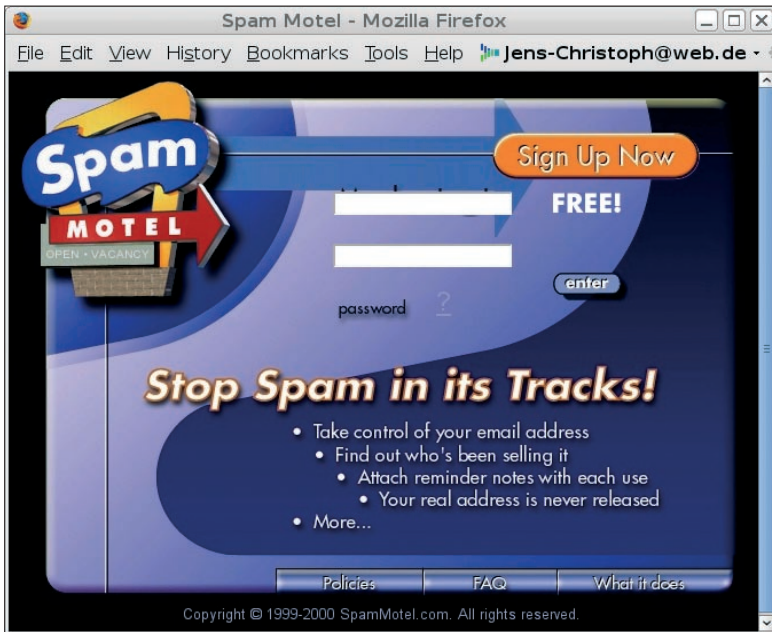 Spam Motel - Mozilla Firefox
File Edit View History Bookmarks Tools Help Jens-Christoph@web.de
Spam
MOTEL
OPEN • VACANCY
Sign Up Now
FREE!
enter
password ?
Stop Spam in its Tracks!
• Take control of your email address
• Find out who's been selling it
• Attach reminder notes with each use
• Your real address is never released
• More...
Policies FAQ What it does
Copyright © 1999-2000 SpamMotel.com. All rights reserved.